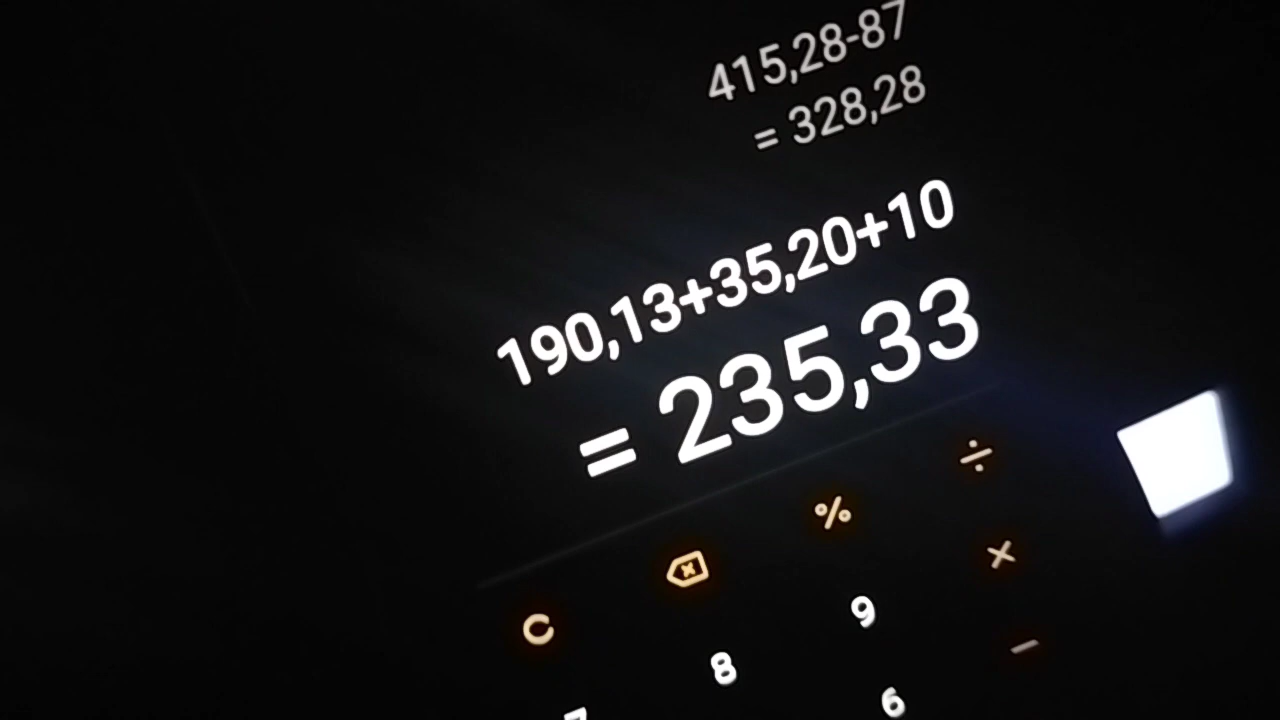 415,28-87
= 328,28
190,13+35,20+10
= 235,33
C % ÷
8 9 ×
6 −